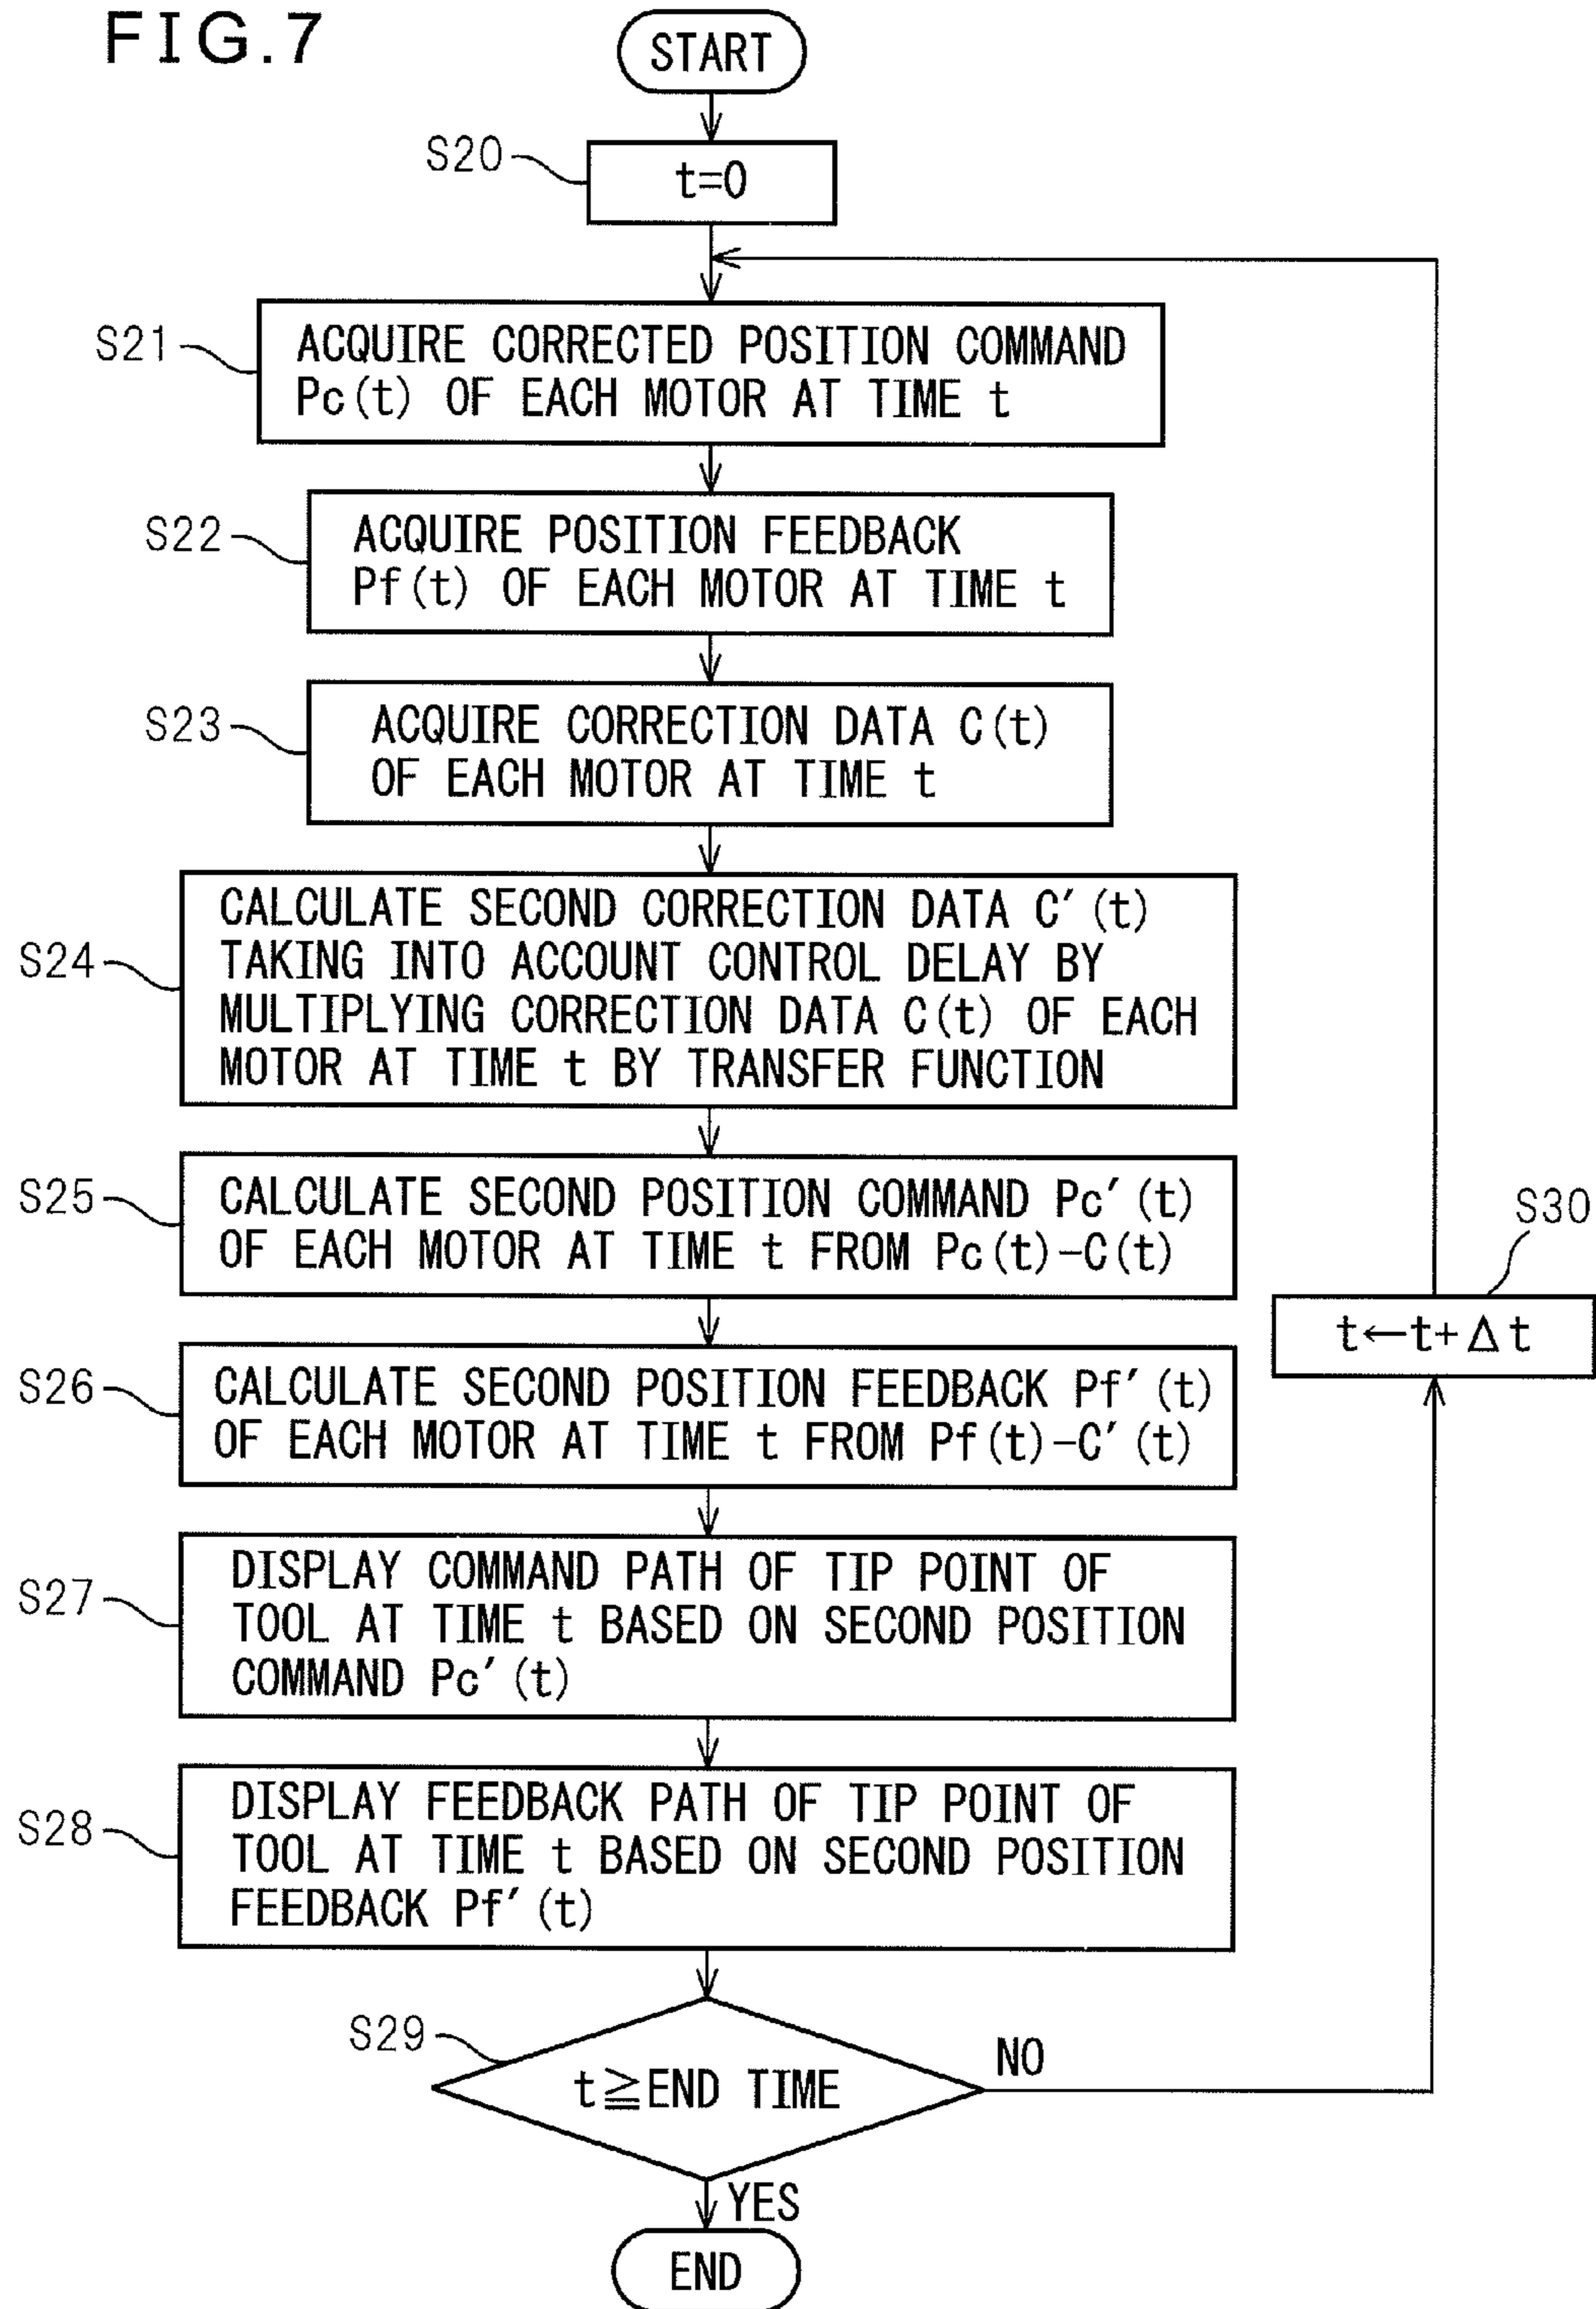 FIG.7
START
S20
t=0
S21
ACQUIRE CORRECTED POSITION COMMAND
Pc(t) OF EACH MOTOR AT TIME t
S22
ACQUIRE POSITION FEEDBACK
Pf(t) OF EACH MOTOR AT TIME t
S23
ACQUIRE CORRECTION DATA C(t)
OF EACH MOTOR AT TIME t
S24
CALCULATE SECOND CORRECTION DATA C′(t)
TAKING INTO ACCOUNT CONTROL DELAY BY
MULTIPLYING CORRECTION DATA C(t) OF EACH
MOTOR AT TIME t BY TRANSFER FUNCTION
S25
CALCULATE SECOND POSITION COMMAND Pc′(t)
OF EACH MOTOR AT TIME t FROM Pc(t)-C(t)
S30
t←t+Δt
S26
CALCULATE SECOND POSITION FEEDBACK Pf′(t)
OF EACH MOTOR AT TIME t FROM Pf(t)-C′(t)
S27
DISPLAY COMMAND PATH OF TIP POINT OF
TOOL AT TIME t BASED ON SECOND POSITION
COMMAND Pc′(t)
S28
DISPLAY FEEDBACK PATH OF TIP POINT OF
TOOL AT TIME t BASED ON SECOND POSITION
FEEDBACK Pf′(t)
S29
t≧END TIME
NO
YES
END